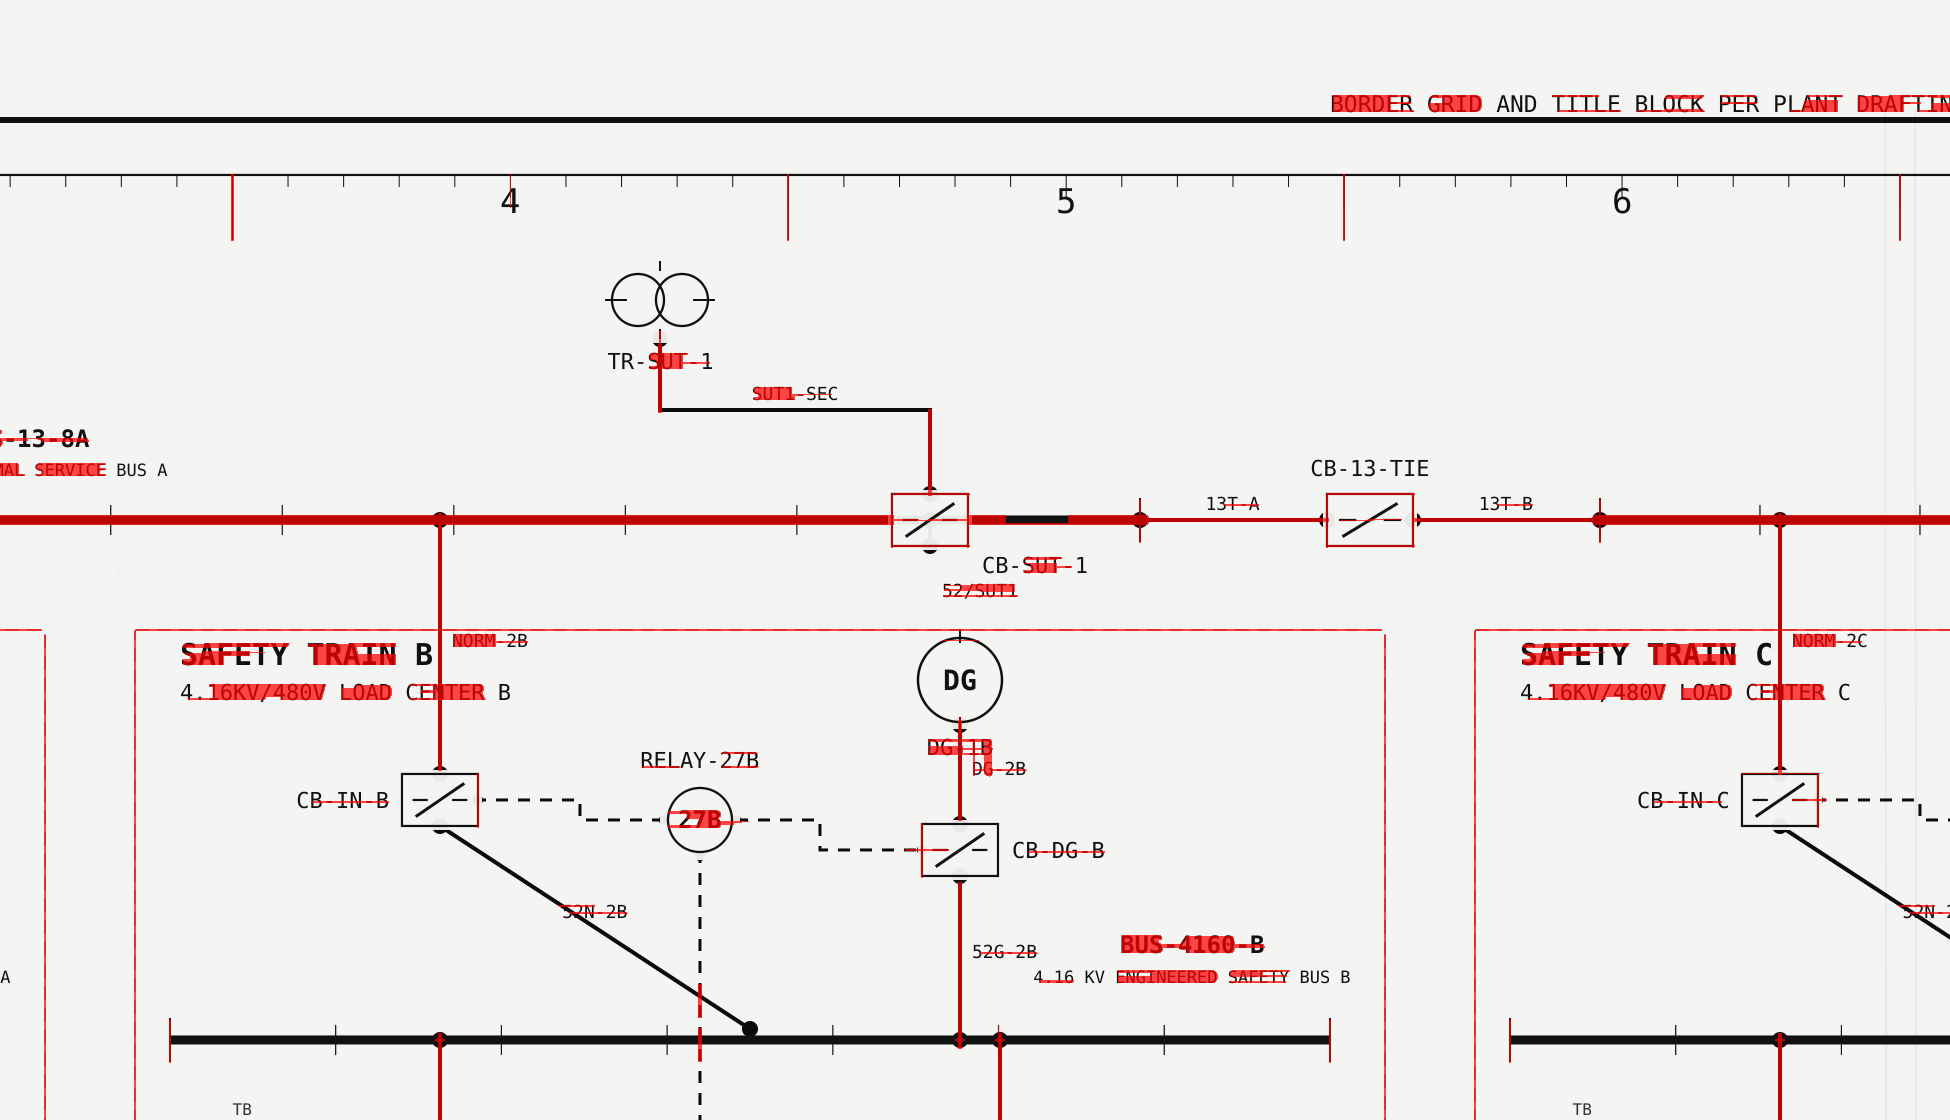 BORDER GRID AND TITLE BLOCK PER PLANT
4 5 6
TR-SUT-1
SUT1-SEC
-13-8A
SERVICE BUS A
CB-13-TIE
13T-A
13T-B
CB-SUT-1
52/SUT1
SAFETY TRAIN B
NORM-2B
4.16KV/480V LOAD CENTER B
DG
DG-1B
DG-2B
RELAY-27B
27B
CB-IN-B
CB-DG-B
52N-2B
52G-2B
BUS-4160-B
4.16 KV ENGINEERED SAFETY BUS B
TB
SAFETY TRAIN C
NORM-2C
4.16KV/480V LOAD CENTER C
CB-IN-C
A
TB